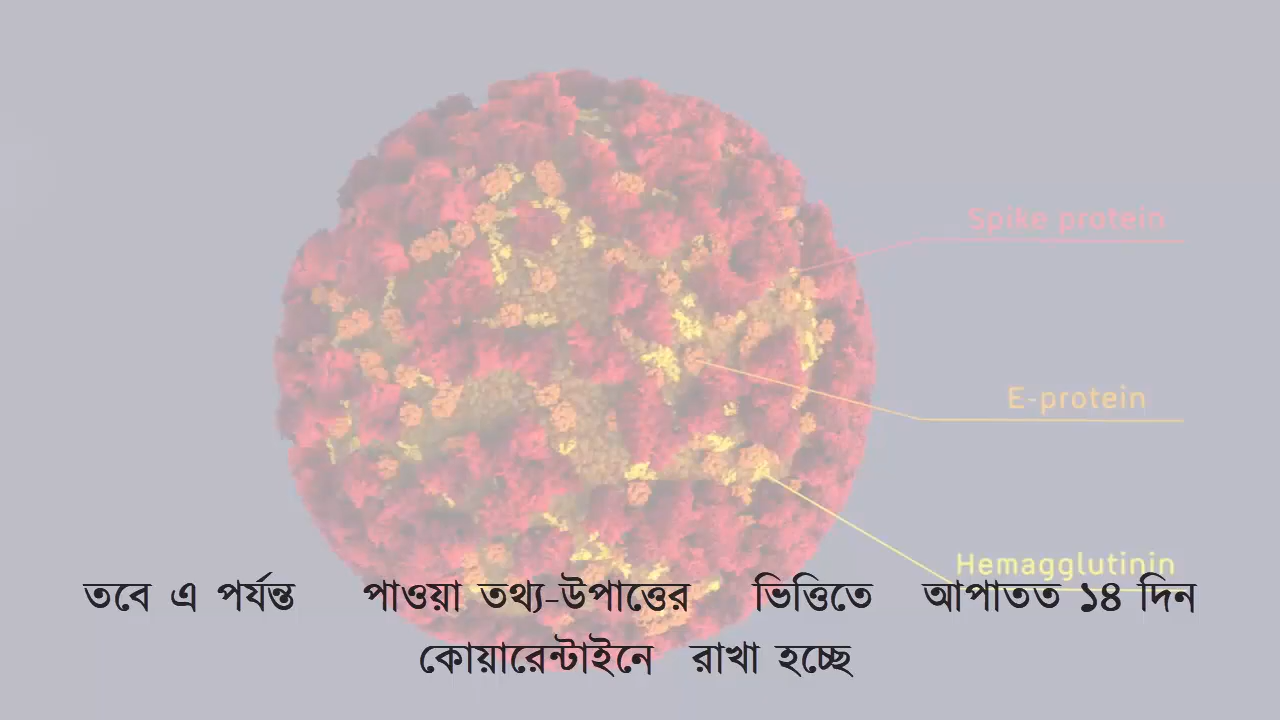 Spike protein
E-protein
Hemagglutinin
তবে এ পর্যন্ত পাওয়া তথ্য-উপাত্তের ভিত্তিতে আপাতত ১৪ দিন
কোয়ারেন্টাইনে রাখা হচ্ছে